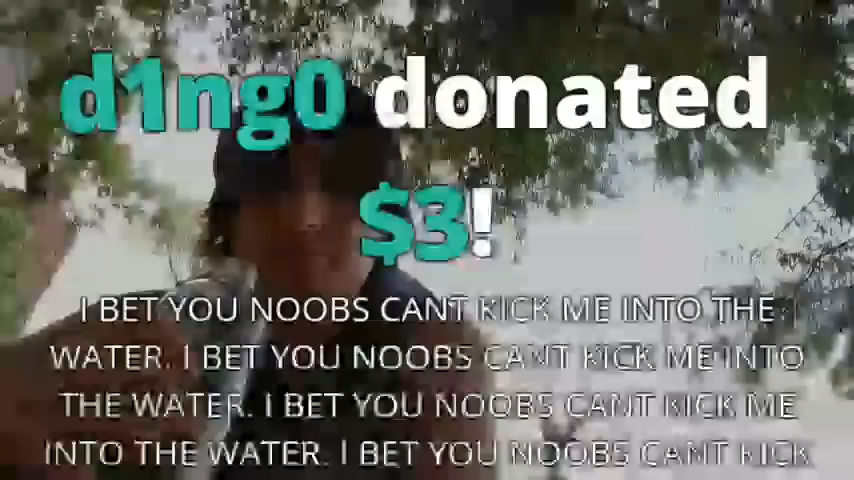 d1ng0 donated
$3!
I BET YOU NOOBS CANT KICK ME INTO THE
WATER. I BET YOU NOOBS CANT KICK ME INTO
THE WATER. I BET YOU NOOBS CANT KICK ME
INTO THE WATER. I BET YOU NOOBS CANT KICK